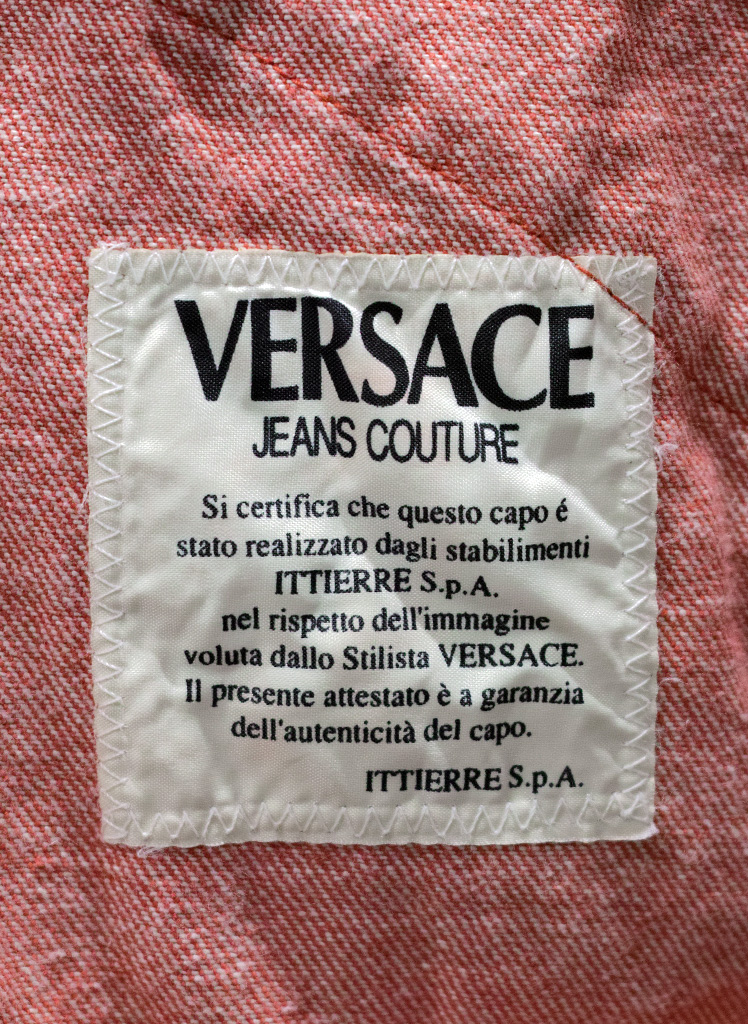 VERSACE
JEANS COUTURE
Si certifica che questo capo é
stato realizzato dagli stabilimenti
ITTIERRE S.p.A.
nel rispetto dell'immagine
voluta dallo Stilista VERSACE.
Il presente attestato è a garanzia
dell'autenticità del capo.
ITTIERRE S.p.A.